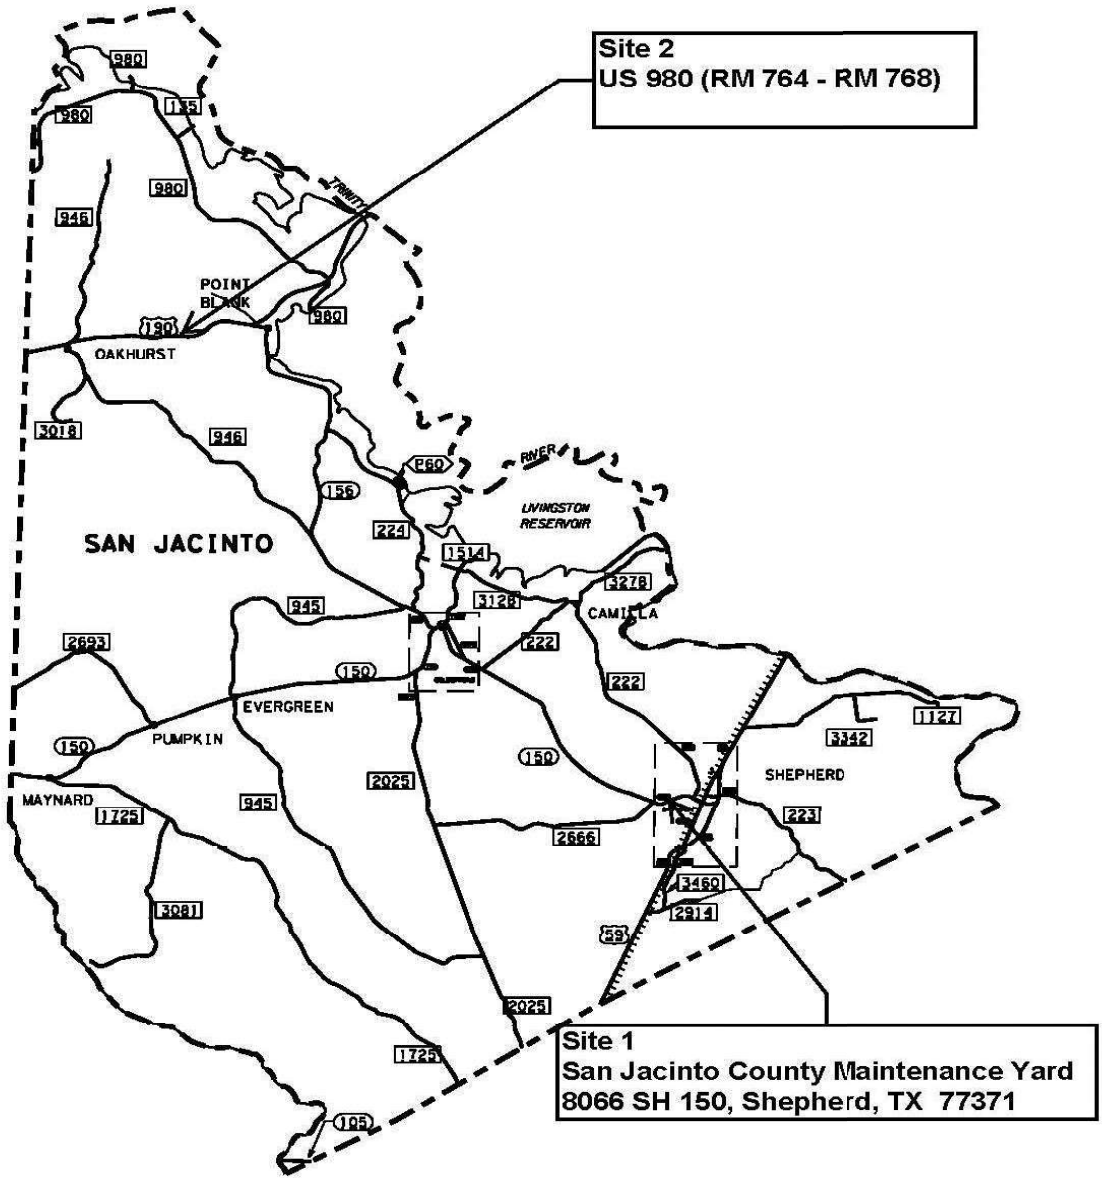 Site 2
US 980 (RM 764 - RM 768)
980
980
135
980
946
TRINITY
POINT
BLANK
190
980
OAKHURST
3018
946
P60
RIVER
156
LIVINGSTON
RESERVOIR
224
SAN JACINTO
1514
3278
3128
945
CAMILLA
222
2693
150
222
EVERGREEN
1127
PUMPKIN
3342
150
150
2025
SHEPHERD
MAYNARD
945
1725
223
2666
3460
3081
2914
59
2025
Site 1
San Jacinto County Maintenance Yard
8066 SH 150, Shepherd, TX 77371
1725
105